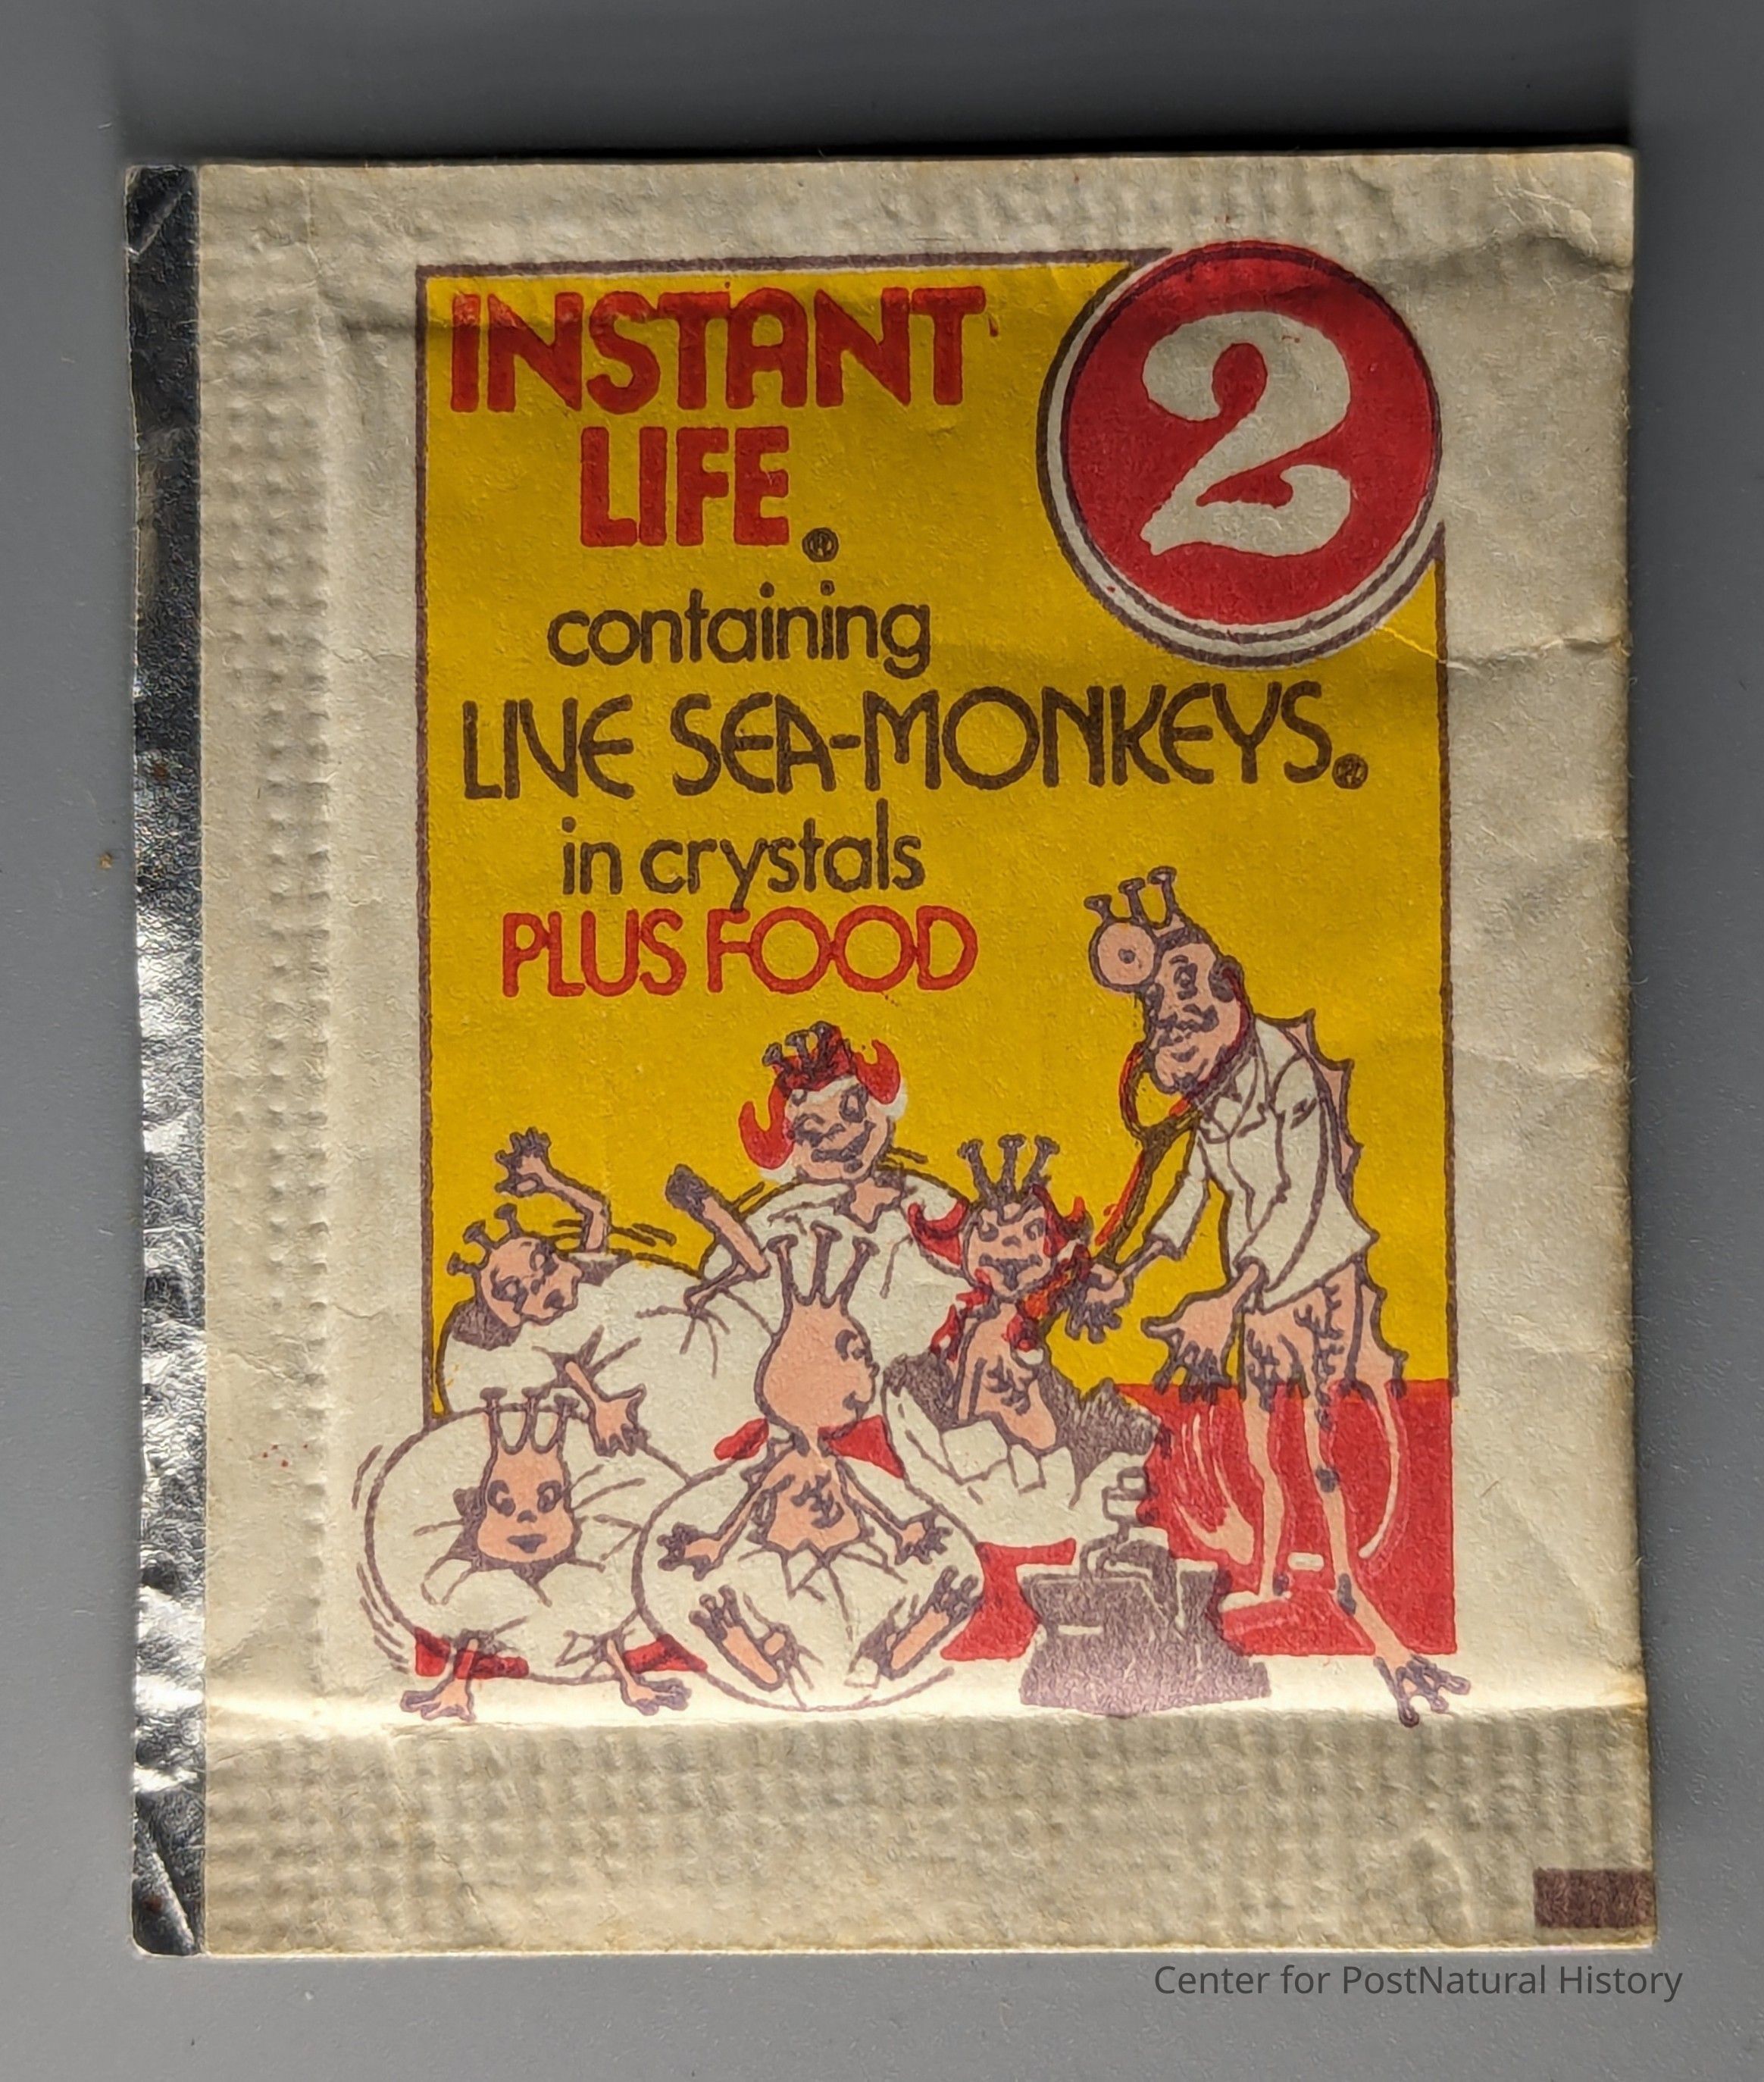 INSTANT
LIFE®
2
containing
LIVE SEA-MONKEYS®
in crystals
PLUS FOOD
Center for PostNatural History